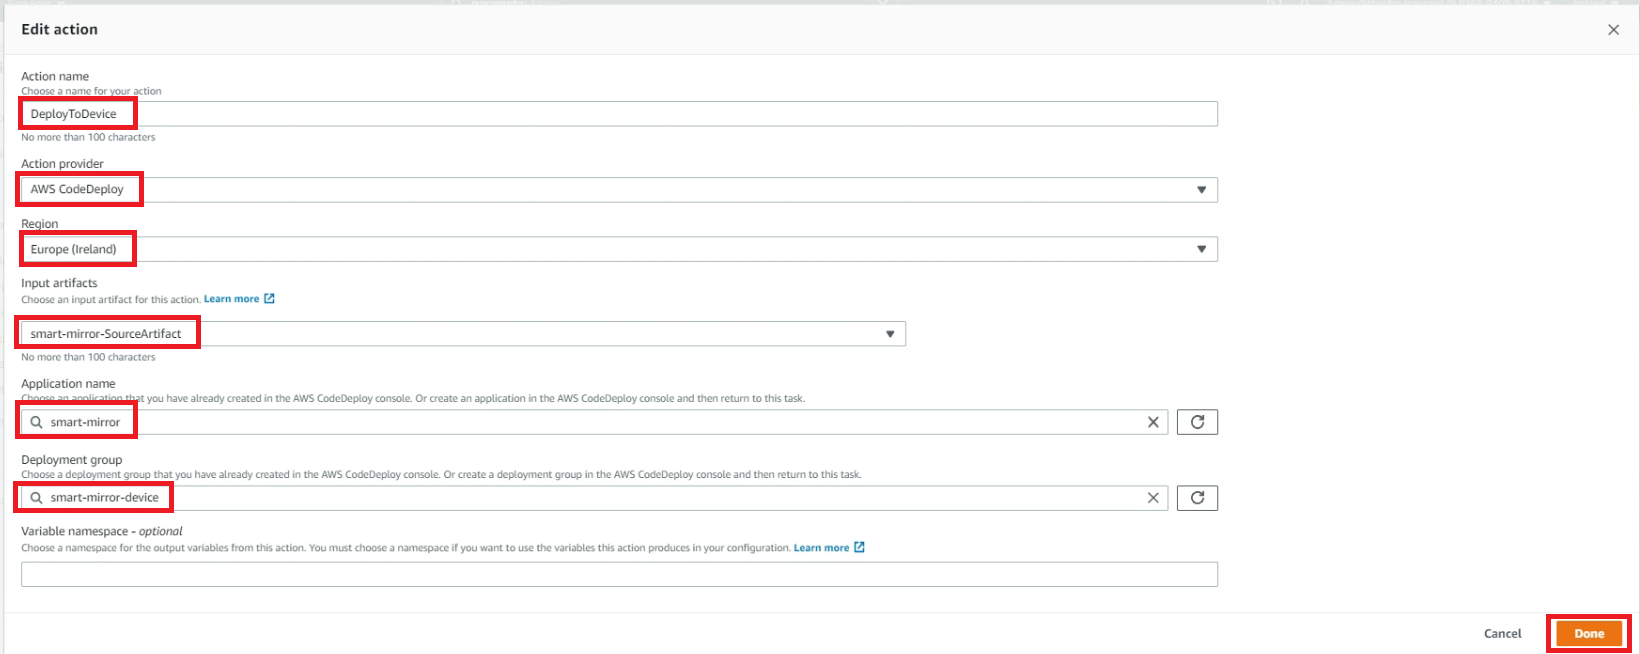 Edit action
Action name
Choose a name for your action
DeployToDevice
No more than 100 characters
Action provider
AWS CodeDeploy
Region
Europe (Ireland)
Input artifacts
Choose an input artifact for this action. Learn more
smart-mirror-SourceArtifact
No more than 100 characters
Application name
Choose an application that you have already created in the AWS CodeDeploy console. Or create an application in the AWS CodeDeploy console and then return to this task.
smart-mirror
Deployment group
Choose a deployment group that you have already created in the AWS CodeDeploy console. Or create a deployment group in the AWS CodeDeploy console and then return to this task.
smart-mirror-device
Variable namespace - optional
Choose a namespace for the output variables from this action. You must choose a namespace if you want to use the variables this action produces in your configuration. Learn more
Cancel
Done